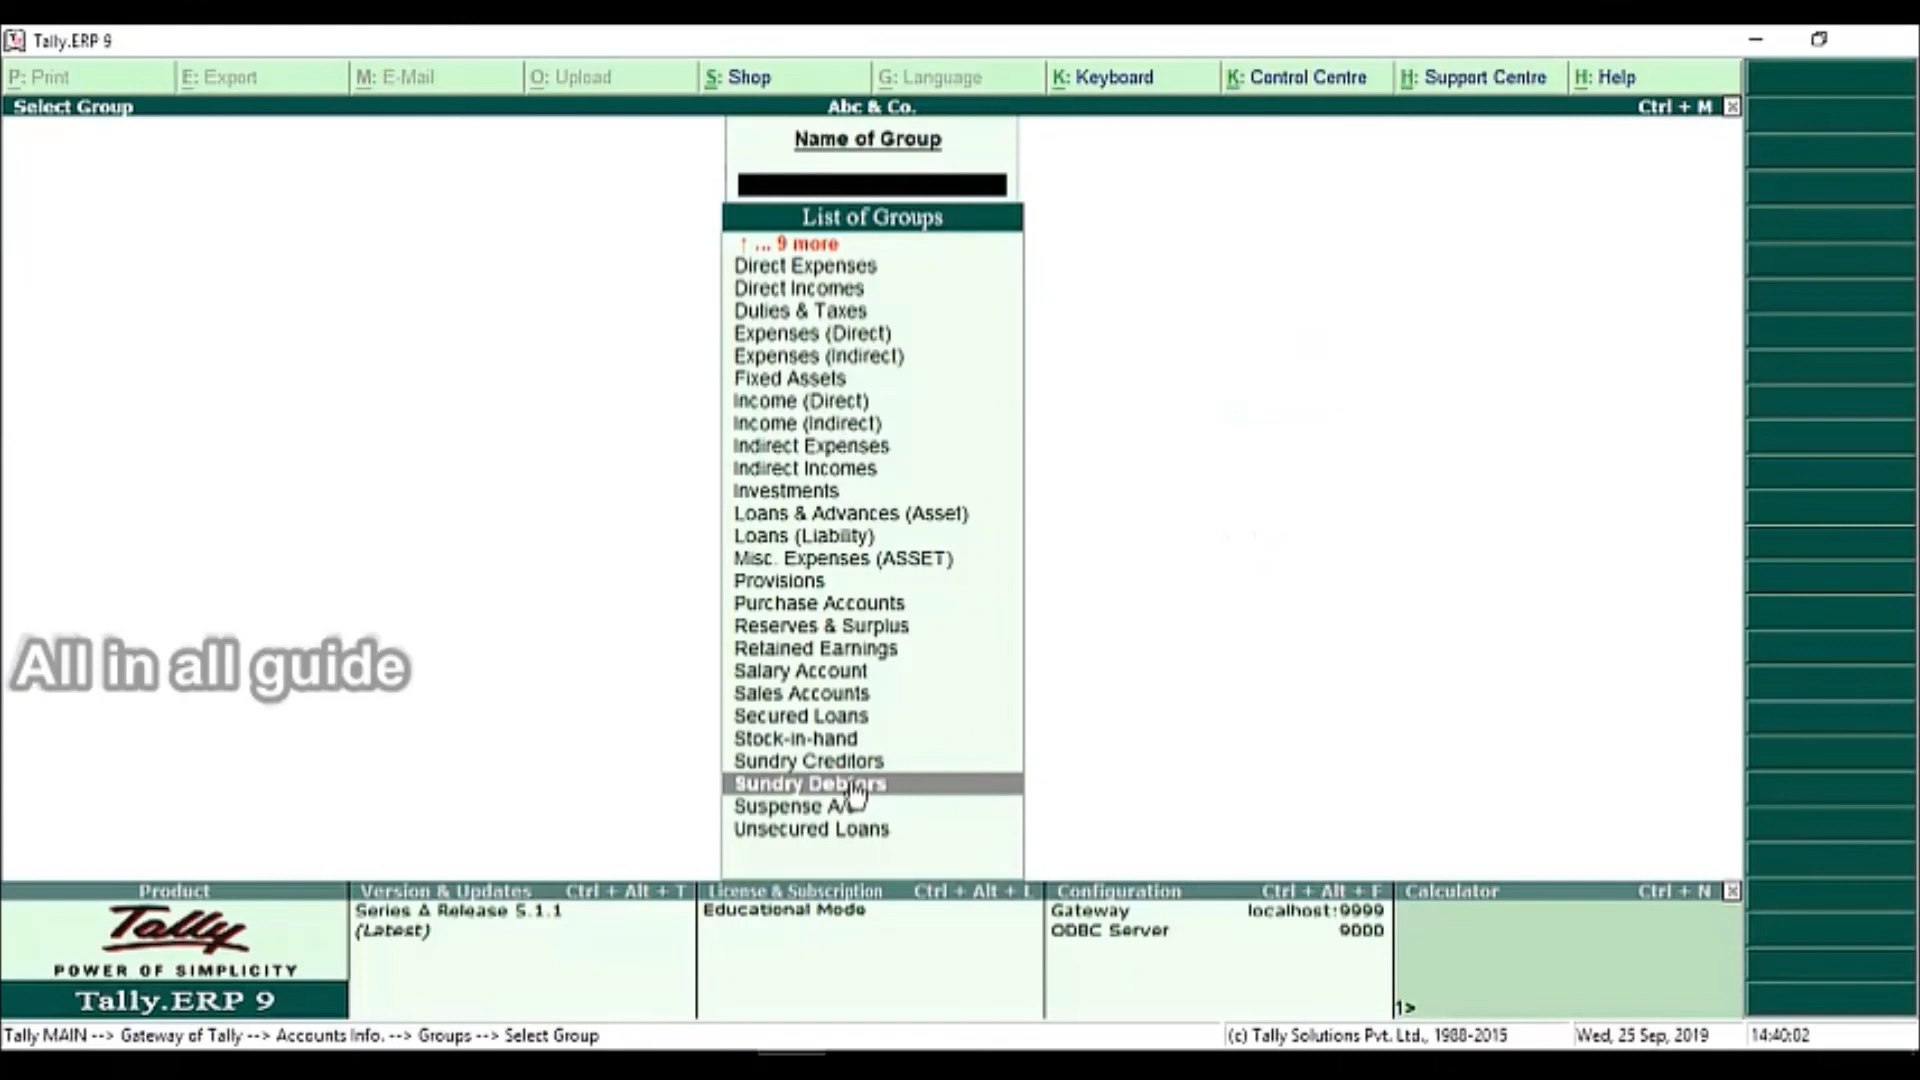 Tally.ERP 9
P: Print E: Export M: E-Mail O: Upload S: Shop G: Language K: Keyboard K: Control Centre H: Support Centre H: Help
Select Group Abc & Co. Ctrl + M
Name of Group
List of Groups
↑ ... 9 more
Direct Expenses
Direct Incomes
Duties & Taxes
Expenses (Direct)
Expenses (Indirect)
Fixed Assets
Income (Direct)
Income (Indirect)
Indirect Expenses
Indirect Incomes
Investments
Loans & Advances (Asset)
Loans (Liability)
Misc. Expenses (ASSET)
Provisions
Purchase Accounts
Reserves & Surplus
Retained Earnings
Salary Account
Sales Accounts
Secured Loans
Stock-in-hand
Sundry Creditors
Sundry Debtors
Suspense A/c
Unsecured Loans
All in all guide
Product Version & Updates Ctrl + Alt + T License & Subscription Ctrl + Alt + L Configuration Ctrl + Alt + F Calculator Ctrl + N
Tally
POWER OF SIMPLICITY
Tally.ERP 9
Series A Release 5.1.1
(Latest)
Educational Mode
Gateway localhost:9999
ODBC Server 9000
1>
Tally MAIN --> Gateway of Tally --> Accounts Info. --> Groups --> Select Group (c) Tally Solutions Pvt. Ltd., 1988-2015 Wed, 25 Sep, 2019 14:40:02